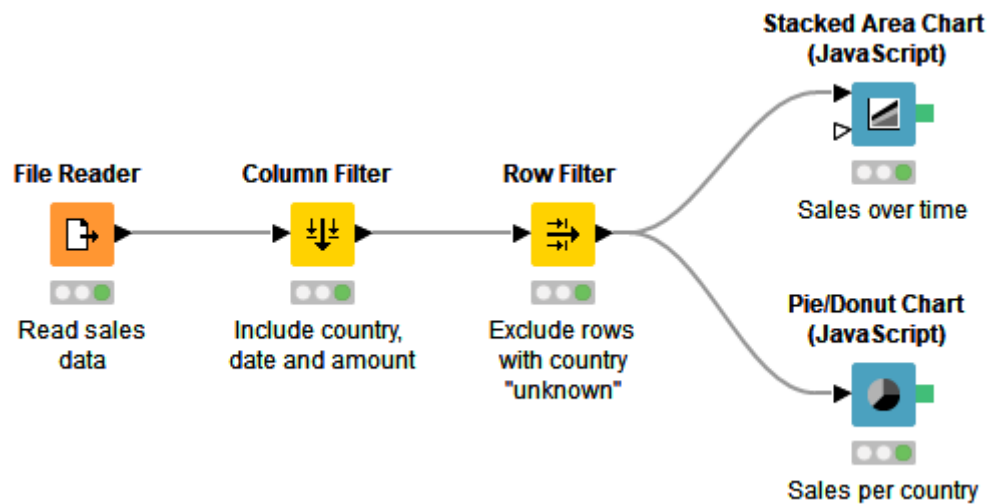 Stacked Area Chart
(JavaScript)
Sales over time
File Reader
Read sales
data
Column Filter
Include country,
date and amount
Row Filter
Exclude rows
with country
"unknown"
Pie/Donut Chart
(JavaScript)
Sales per country